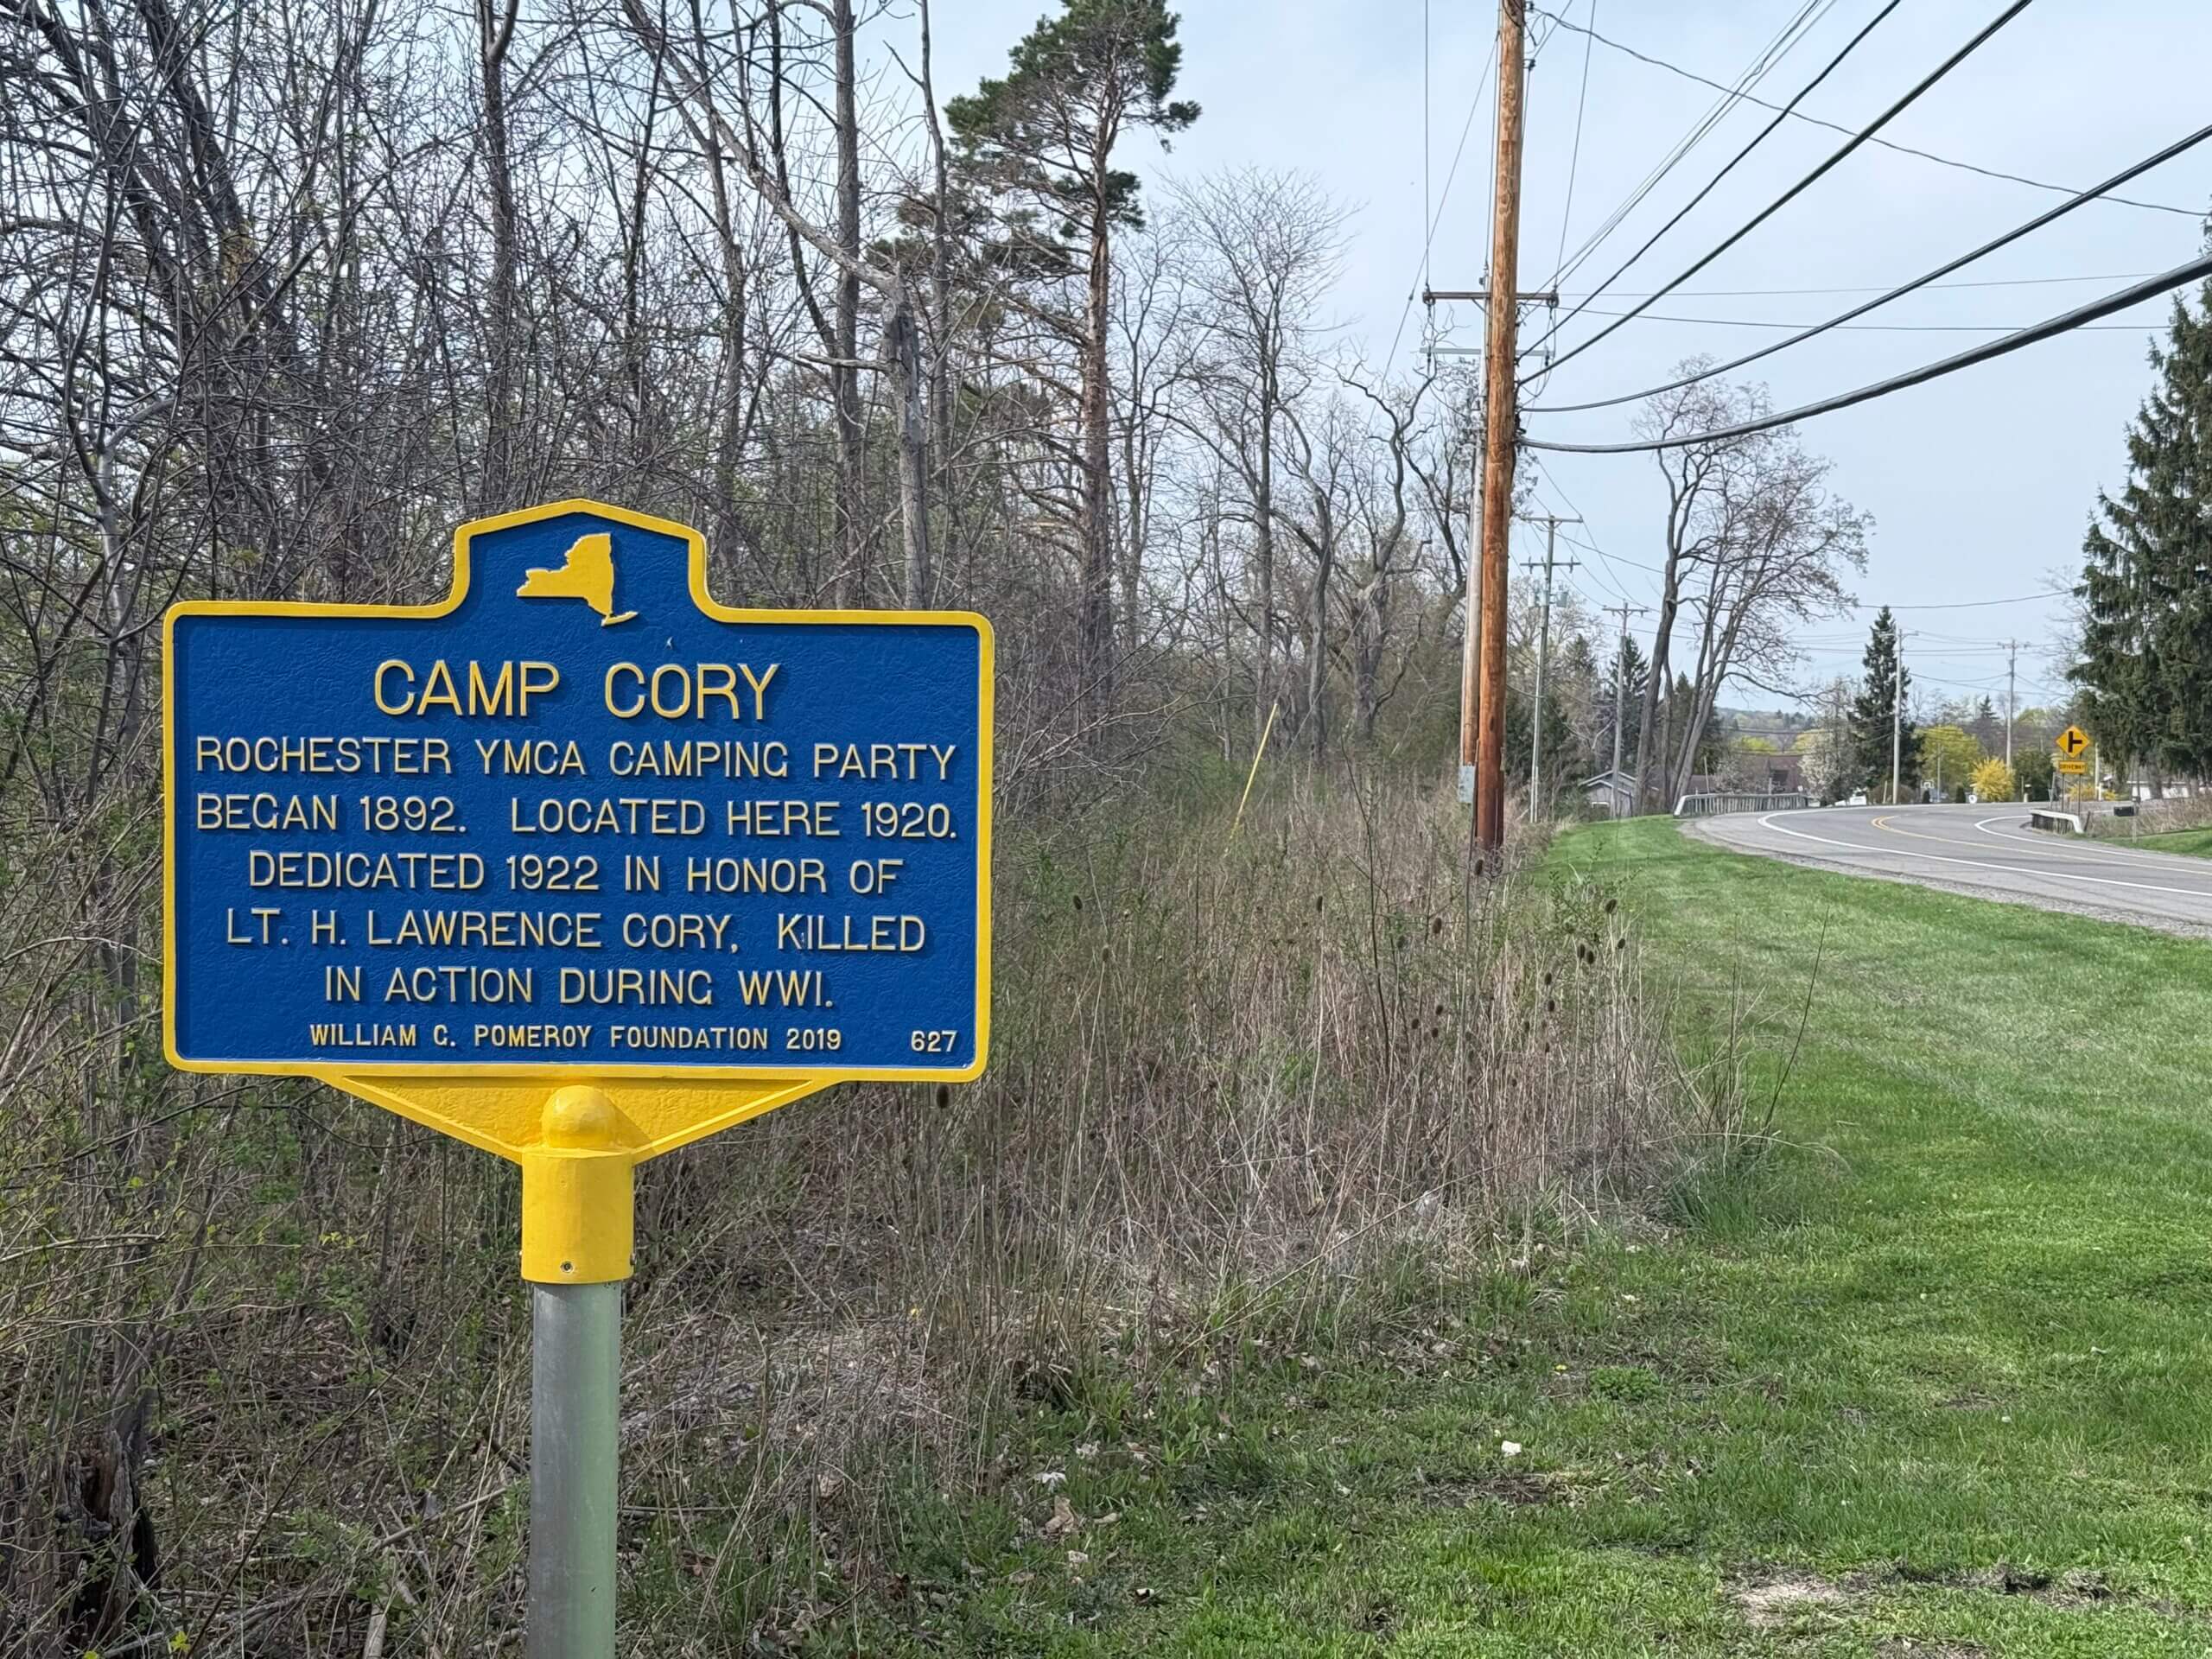 CAMP CORY
ROCHESTER YMCA CAMPING PARTY
BEGAN 1892. LOCATED HERE 1920.
DEDICATED 1922 IN HONOR OF
LT. H. LAWRENCE CORY, KILLED
IN ACTION DURING WWI.
WILLIAM G. POMEROY FOUNDATION 2019 627
DRIVEWAY